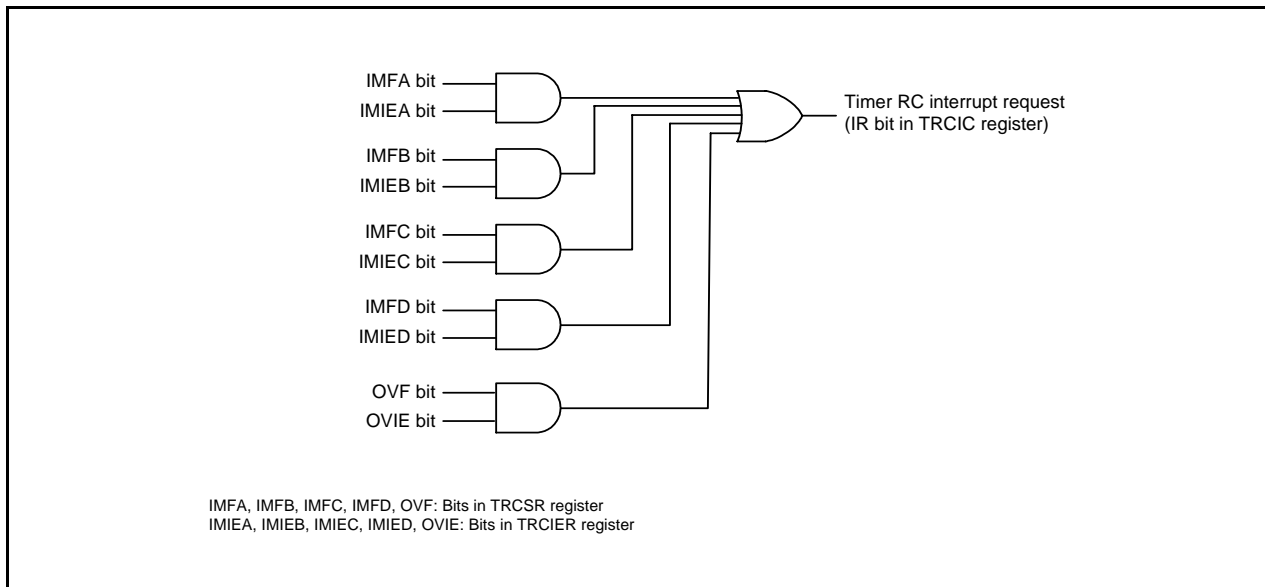 IMFA bit
IMIEA bit
Timer RC interrupt request
(IR bit in TRCIC register)
IMFB bit
IMIEB bit
IMFC bit
IMIEC bit
IMFD bit
IMIED bit
OVF bit
OVIE bit
IMFA, IMFB, IMFC, IMFD, OVF: Bits in TRCSR register
IMIEA, IMIEB, IMIEC, IMIED, OVIE: Bits in TRCIER register